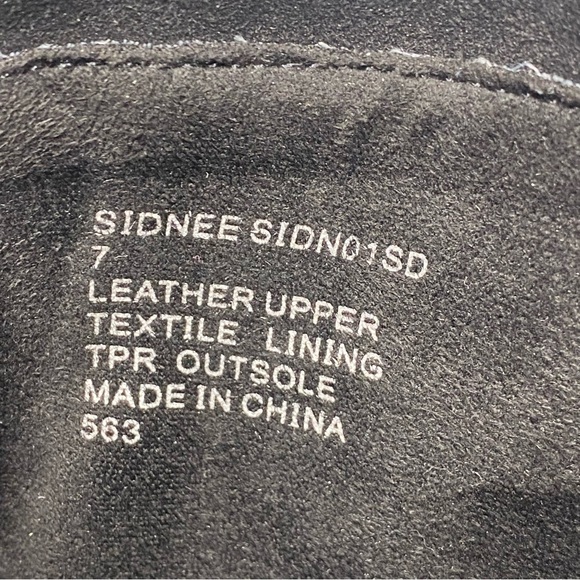 SIDNEE SIDN01SD
7
LEATHER UPPER
TEXTILE LINING
TPR OUTSOLE
MADE IN CHINA
563